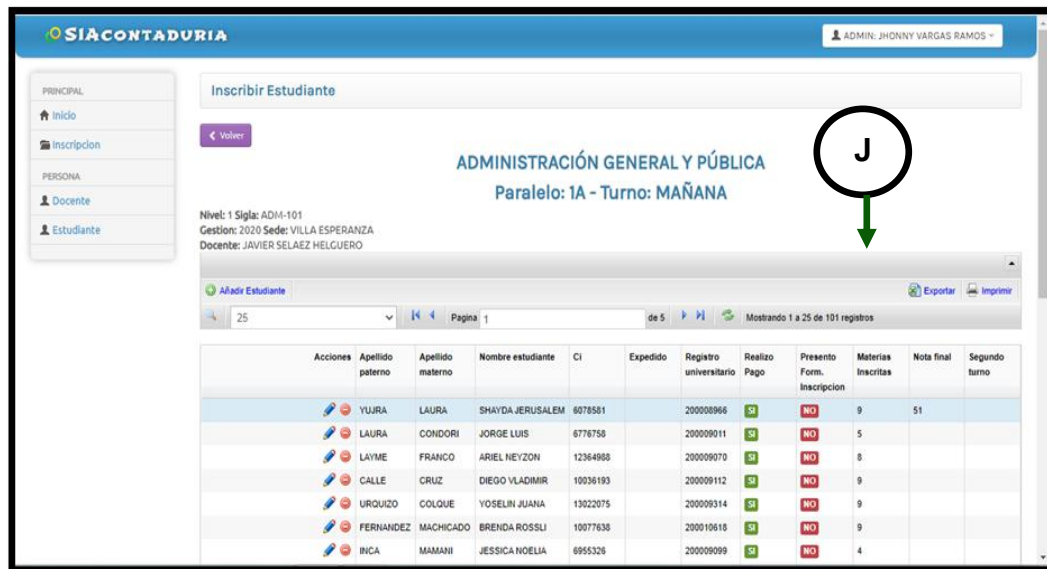 SIACONTADURIA
ADMIN: JHONNY VARGAS RAMOS
PRINCIPAL
Inicio
Inscripcion
PERSONA
Docente
Estudiante
Inscribir Estudiante
Volver
J
ADMINISTRACIÓN GENERAL Y PÚBLICA
Paralelo: 1A - Turno: MAÑANA
Nivel: 1 Sigla: ADM-101
Gestion: 2020 Sede: VILLA ESPERANZA
Docente: JAVIER SELAEZ HELGUERO
Añadir Estudiante Exportar Imprimir
25 Pagina 1 de 5 Mostrando 1 a 25 de 101 registros
Acciones Apellido paterno Apellido materno Nombre estudiante Ci Expedido Registro universitario Realizo Pago Presento Form. Inscripcion Materias Inscritas Nota final Segundo turno
YUJRA LAURA SHAYDA JERUSALEM 6078581 200008966 SI NO 9 51
LAURA CONDORI JORGE LUIS 6776758 200009011 SI NO 5
LAYME FRANCO ARIEL NEYZON 12364988 200009070 SI NO 8
CALLE CRUZ DIEGO VLADIMIR 10036193 200009112 SI NO 9
URQUIZO COLQUE YOSELIN JUANA 13022075 200009314 SI NO 9
FERNANDEZ MACHICADO BRENDA ROSSLI 10077638 200010618 SI NO 9
INCA MAMANI JESSICA NOELIA 6955326 200009099 SI NO 4